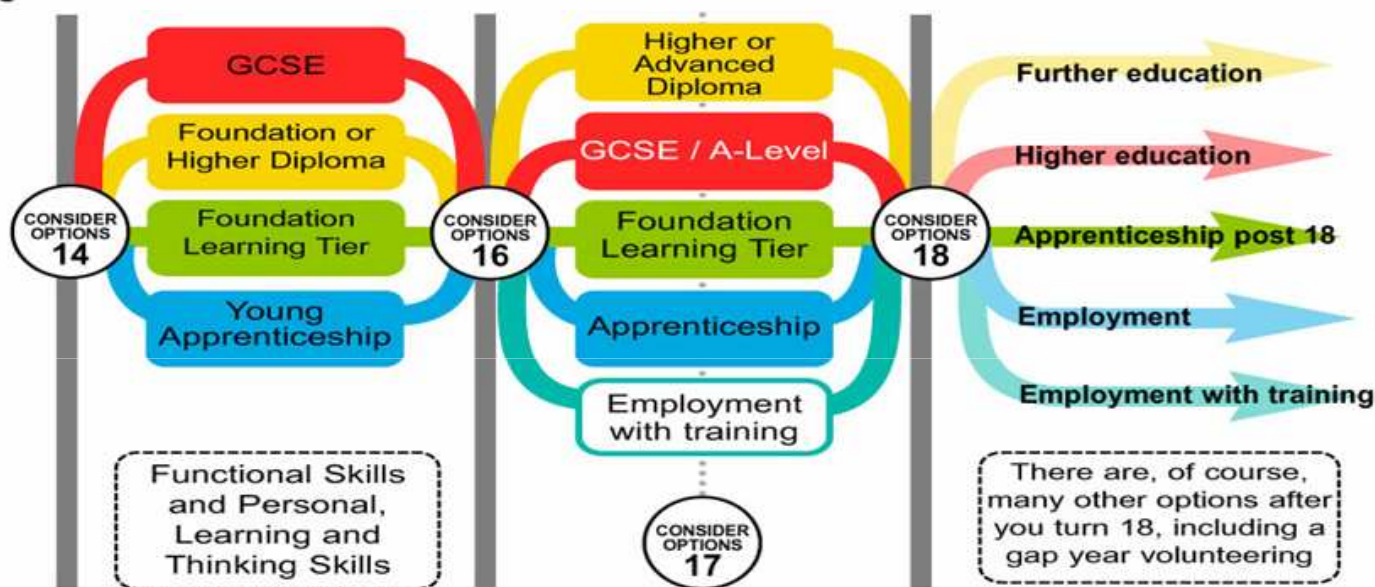 CONSIDER
OPTIONS
14
GCSE
Foundation or
Higher Diploma
Foundation
Learning Tier
Young
Apprenticeship
Functional Skills
and Personal,
Learning and
Thinking Skills
CONSIDER
OPTIONS
16
Higher or
Advanced
Diploma
GCSE / A-Level
Foundation
Learning Tier
Apprenticeship
Employment
with training
CONSIDER
OPTIONS
17
CONSIDER
OPTIONS
18
Further education
Higher education
Apprenticeship post 18
Employment
Employment with training
There are, of course,
many other options after
you turn 18, including a
gap year volunteering